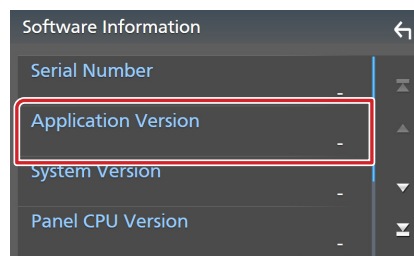 Software Information
Serial Number
-
Application Version
-
System Version
-
Panel CPU Version
-